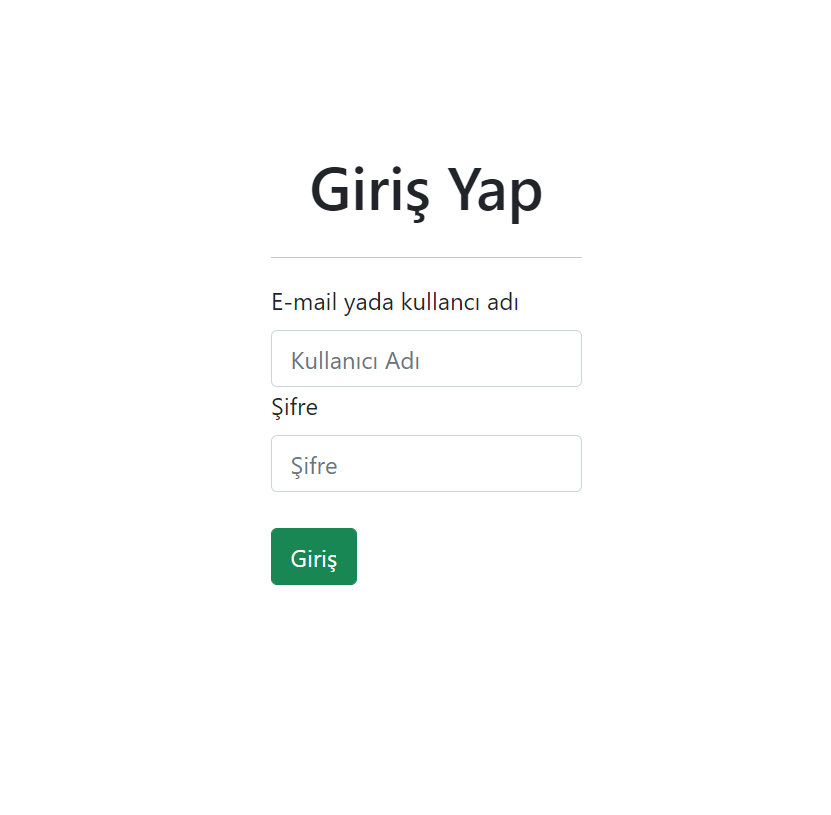 Giriş Yap
E-mail yada kullancı adı
Kullanıcı Adı
Şifre
Şifre
Giriş